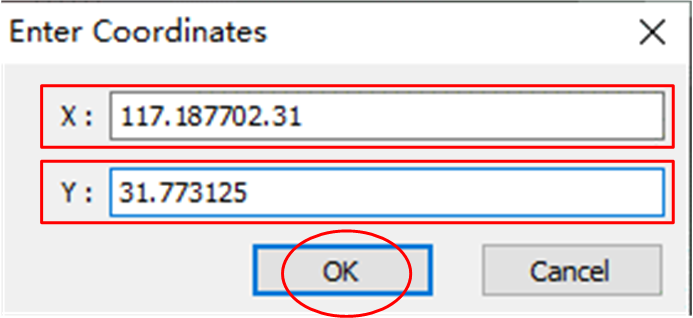 Enter Coordinates
X: 117.187702.31
Y: 31.773125
OK Cancel